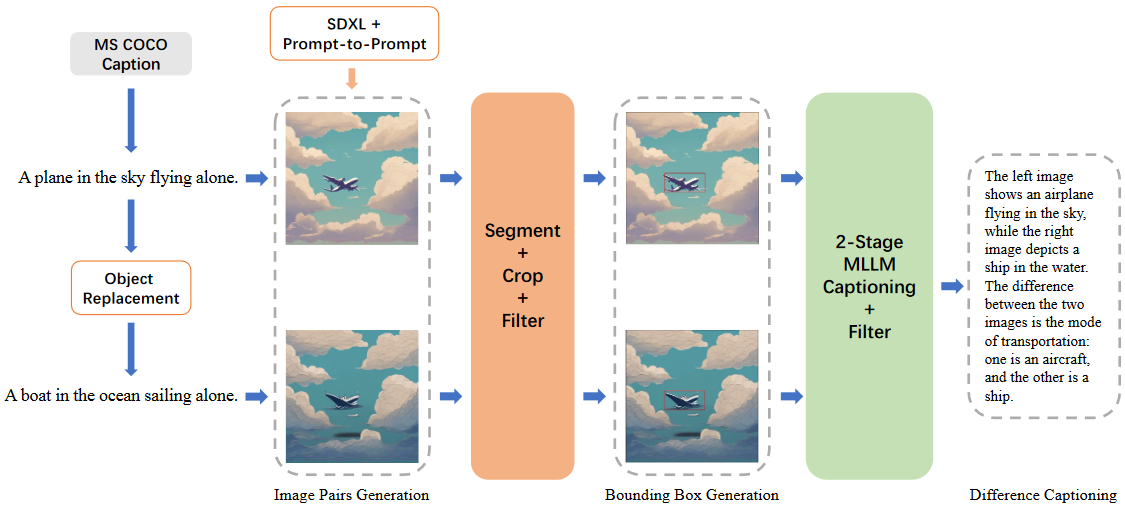 SDXL +
Prompt-to-Prompt
MS COCO
Caption
A plane in the sky flying alone.
Object
Replacement
A boat in the ocean sailing alone.
Segment
+
Crop
+
Filter
2-Stage
MLLM
Captioning
+
Filter
The left image
shows an airplane
flying in the sky,
while the right
image depicts a
ship in the water.
The difference
between the two
images is the mode
of transportation:
one is an aircraft,
and the other is a
ship.
Image Pairs Generation
Bounding Box Generation
Difference Captioning